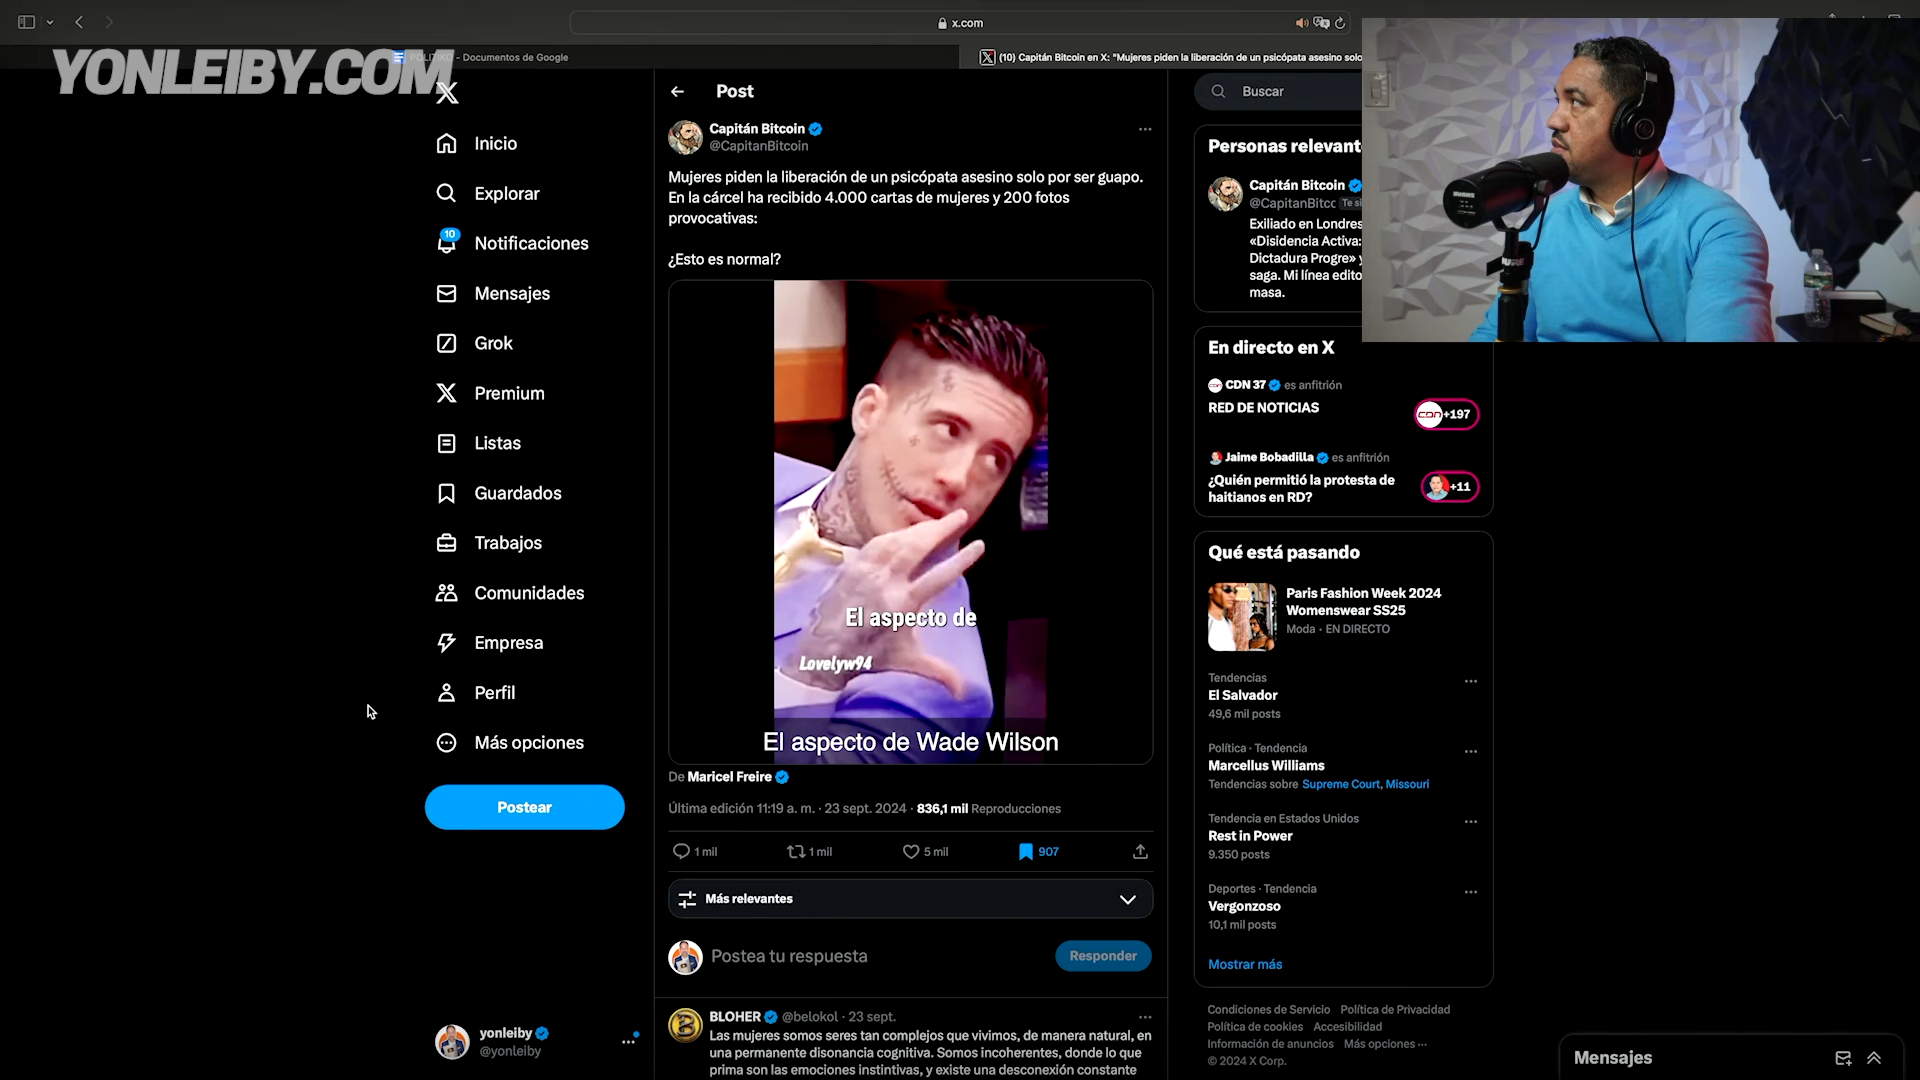 x.com
YONLEIBY.COM
POLITIKO - Documentos de Google
(10) Capitán Bitcoin en X: "Mujeres piden la liberación de un psicópata asesino solo
Inicio
Explorar
10
Notificaciones
Mensajes
Grok
Premium
Listas
Guardados
Trabajos
Comunidades
Empresa
Perfil
Más opciones
Postear
yonleiby
@yonleiby
Post
Capitán Bitcoin
@CapitanBitcoin
Mujeres piden la liberación de un psicópata asesino solo por ser guapo.
En la cárcel ha recibido 4.000 cartas de mujeres y 200 fotos
provocativas:
¿Esto es normal?
El aspecto de
Lovelyw94
El aspecto de Wade Wilson
De Maricel Freire
Última edición 11:19 a. m. · 23 sept. 2024 · 836,1 mil Reproducciones
1 mil
1 mil
5 mil
907
Más relevantes
Postea tu respuesta
Responder
BLOHER @belokol · 23 sept.
Las mujeres somos seres tan complejos que vivimos, de manera natural, en
una permanente disonancia cognitiva. Somos incoherentes, donde lo que
prima son las emociones instintivas, y existe una desconexión constante
Buscar
Personas relevant
Capitán Bitcoin
@CapitanBitcc Te si
Exiliado en Londres
«Disidencia Activa:
Dictadura Progre» y
saga. Mi línea edito
masa.
SHURE
En directo en X
CDN 37 es anfitrión
RED DE NOTICIAS
CDN +197
Jaime Bobadilla es anfitrión
¿Quién permitió la protesta de
haitianos en RD?
+11
Qué está pasando
Paris Fashion Week 2024
Womenswear SS25
Moda · EN DIRECTO
Tendencias
El Salvador
49,6 mil posts
Política · Tendencia
Marcellus Williams
Tendencias sobre Supreme Court, Missouri
Tendencia en Estados Unidos
Rest in Power
9.350 posts
Deportes · Tendencia
Vergonzoso
10,1 mil posts
Mostrar más
Condiciones de Servicio Política de Privacidad
Política de cookies Accesibilidad
Información de anuncios Más opciones ···
© 2024 X Corp.
Mensajes